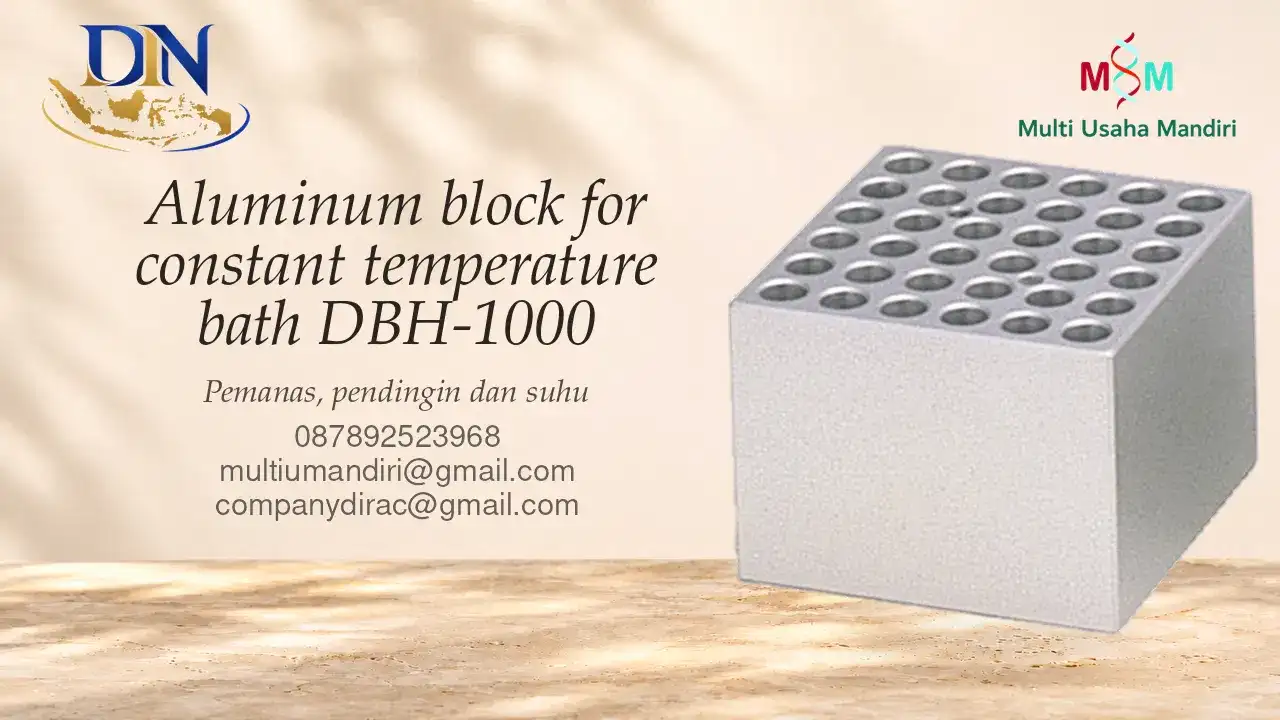 DIN
MSM
Multi Usaha Mandiri
Aluminum block for
constant temperature
bath DBH-1000
Pemanas, pendingin dan suhu
087892523968
multiumandiri@gmail.com
companydirac@gmail.com